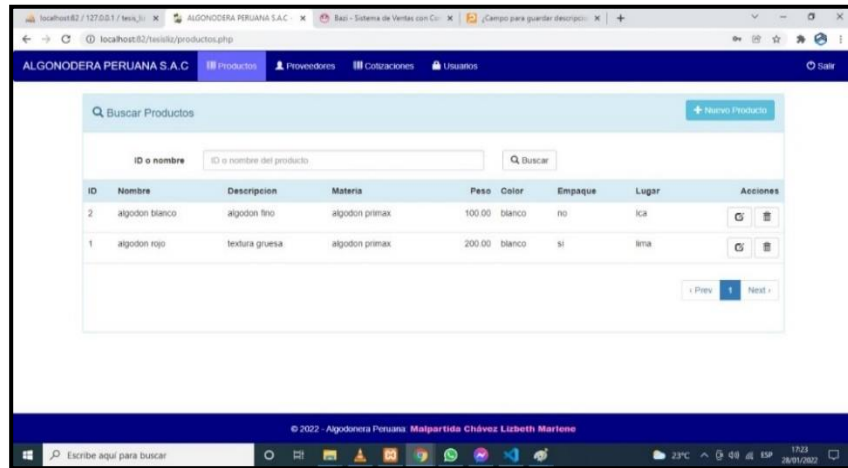 localhost:82 / 127.0.0.1 / tesis_li
ALGONODERA PERUANA S.A.C
Bazi - Sistema de Ventas con Co
¿Campo para guardar descripcio
localhost:82/tesisliz/productos.php
ALGONODERA PERUANA S.A.C Productos Proveedores Cotizaciones Usuarios Salir
Buscar Productos + Nuevo Producto
ID o nombre ID o nombre del producto Buscar
ID Nombre Descripcion Materia Peso Color Empaque Lugar Acciones
2 algodon blanco algodon fino algodon primax 100.00 blanco no ica
1 algodon rojo textura gruesa algodon primax 200.00 blanco si lima
‹ Prev 1 Next ›
© 2022 - Algodonera Peruana: Malpartida Chávez Lizbeth Marlene
Escribe aquí para buscar 23°C ESP 17:23
28/01/2022